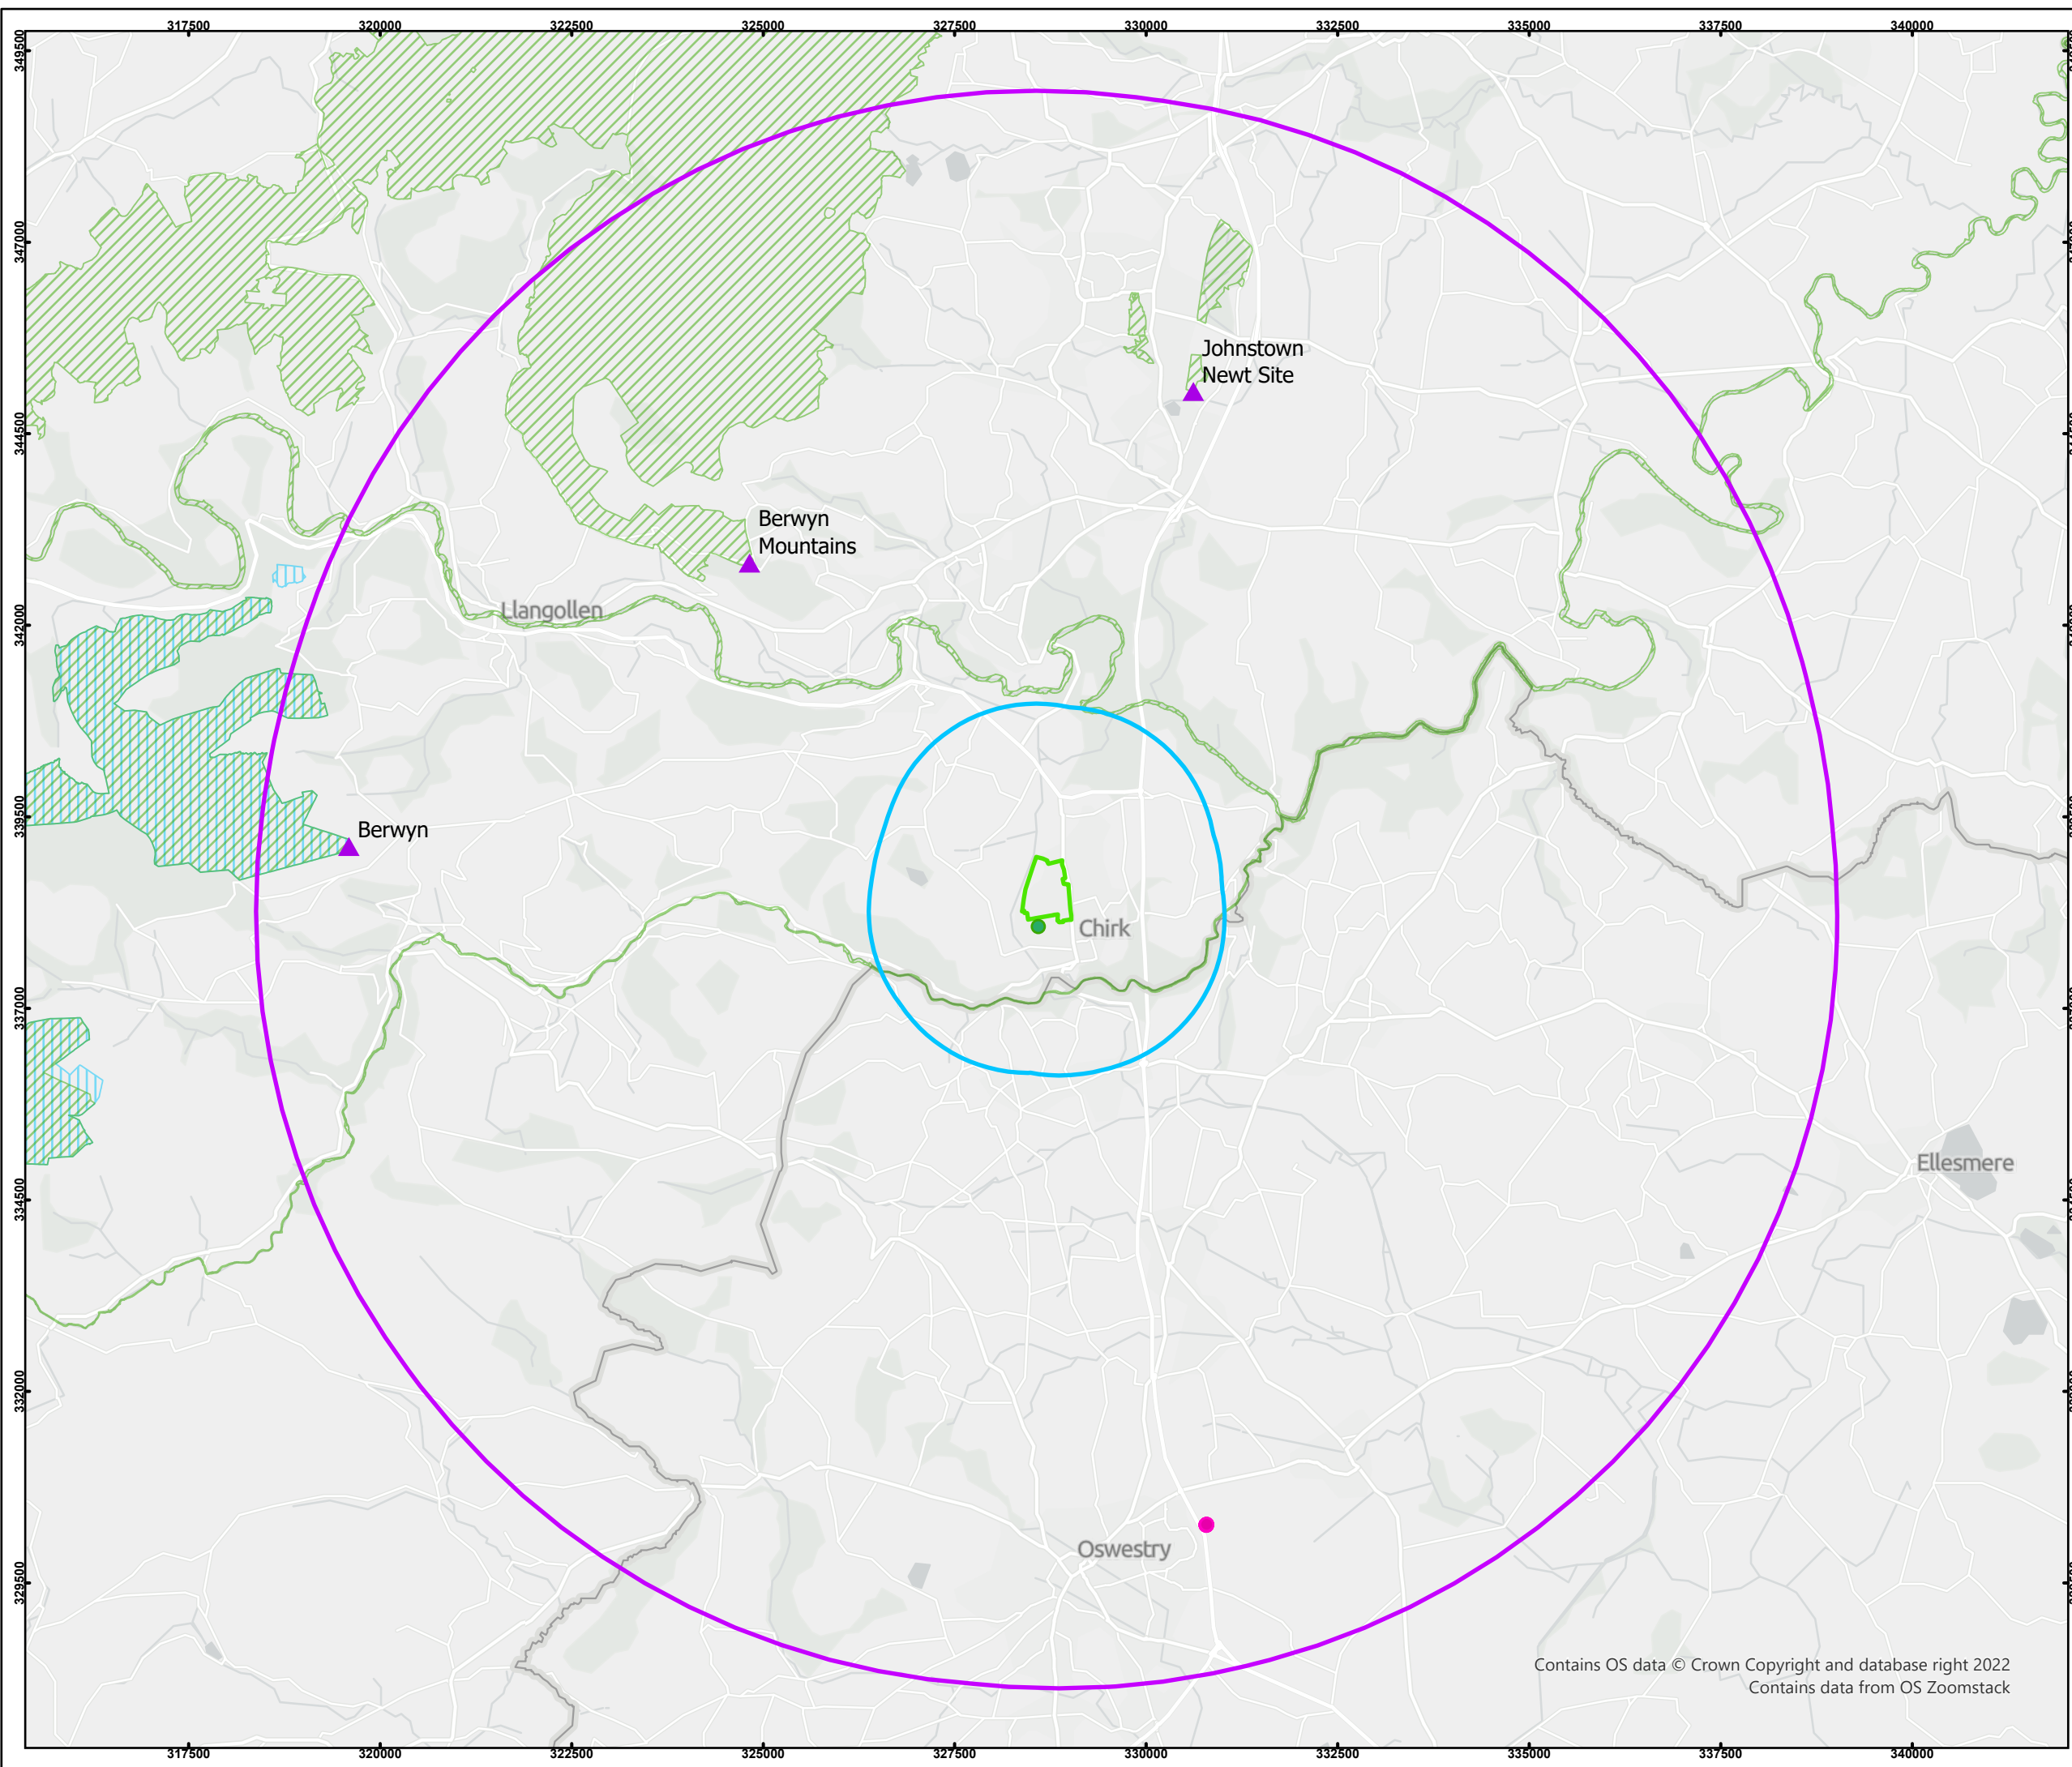 317500 320000 322500 325000 327500 330000 332500 335000 337500 340000
349500
347000
Johnstown
Newt Site
344500
Berwyn
Mountains
Llangollen
342000
339500
Berwyn
Chirk
337000
Ellesmere
334500
332000
Oswestry
329500
Contains OS data © Crown Copyright and database right 2022
Contains data from OS Zoomstack
317500 320000 322500 325000 327500 330000 332500 335000 337500 340000